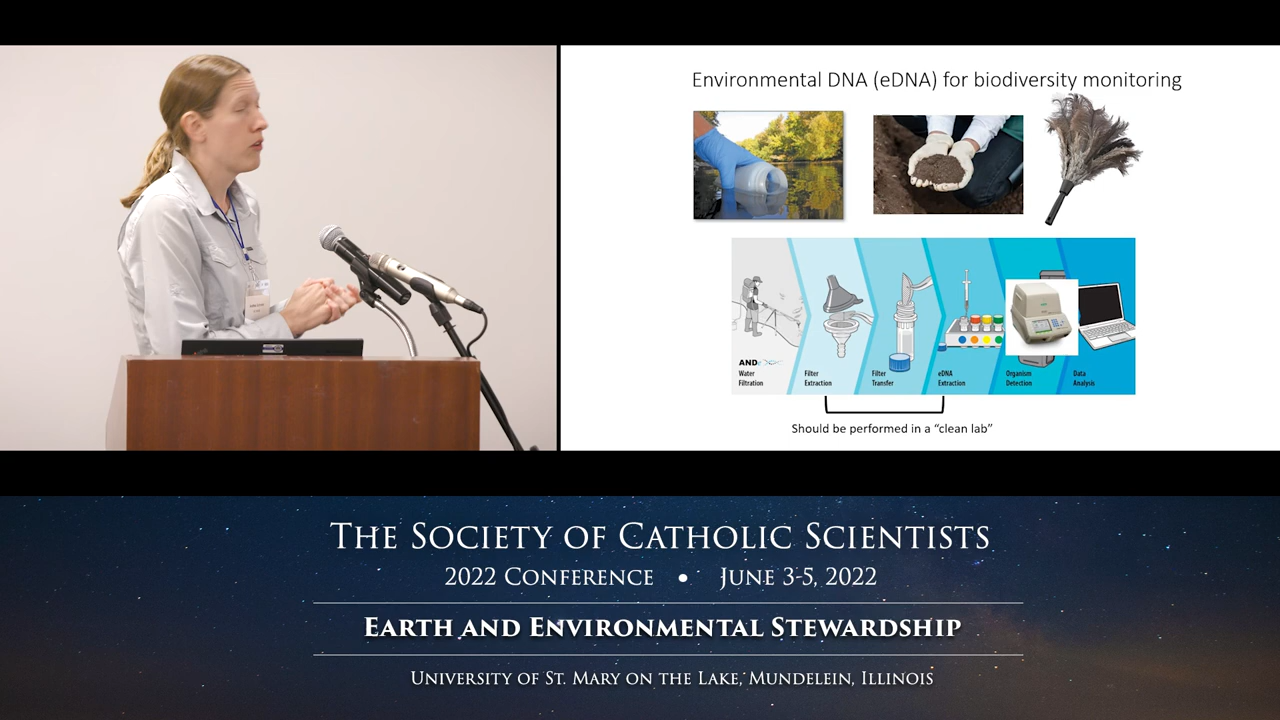 Environmental DNA (eDNA) for biodiversity monitoring
ANDe
Water
Filtration
Filter
Extraction
Filter
Transfer
eDNA
Extraction
Organism
Detection
Data
Analysis
Should be performed in a “clean lab”
The Society of Catholic Scientists
2022 Conference • June 3-5, 2022
Earth and Environmental Stewardship
University of St. Mary on the Lake, Mundelein, Illinois